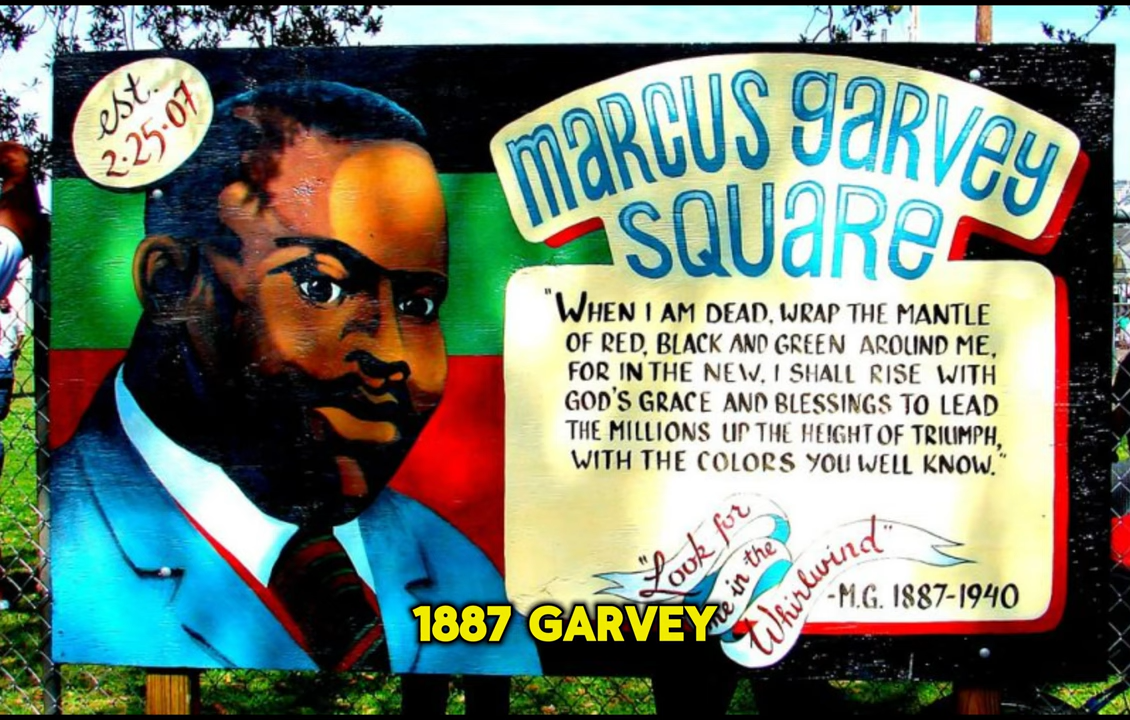 est.
2·25·07
marcus garvey
square
"When I am dead, wrap the mantle
of red, black and green around me,
for in the new, I shall rise with
God's grace and blessings to lead
the millions up the height of triumph,
with the colors you well know."
"Look for
me in the
Whirlwind"
-M.G. 1887-1940
1887 GARVEY